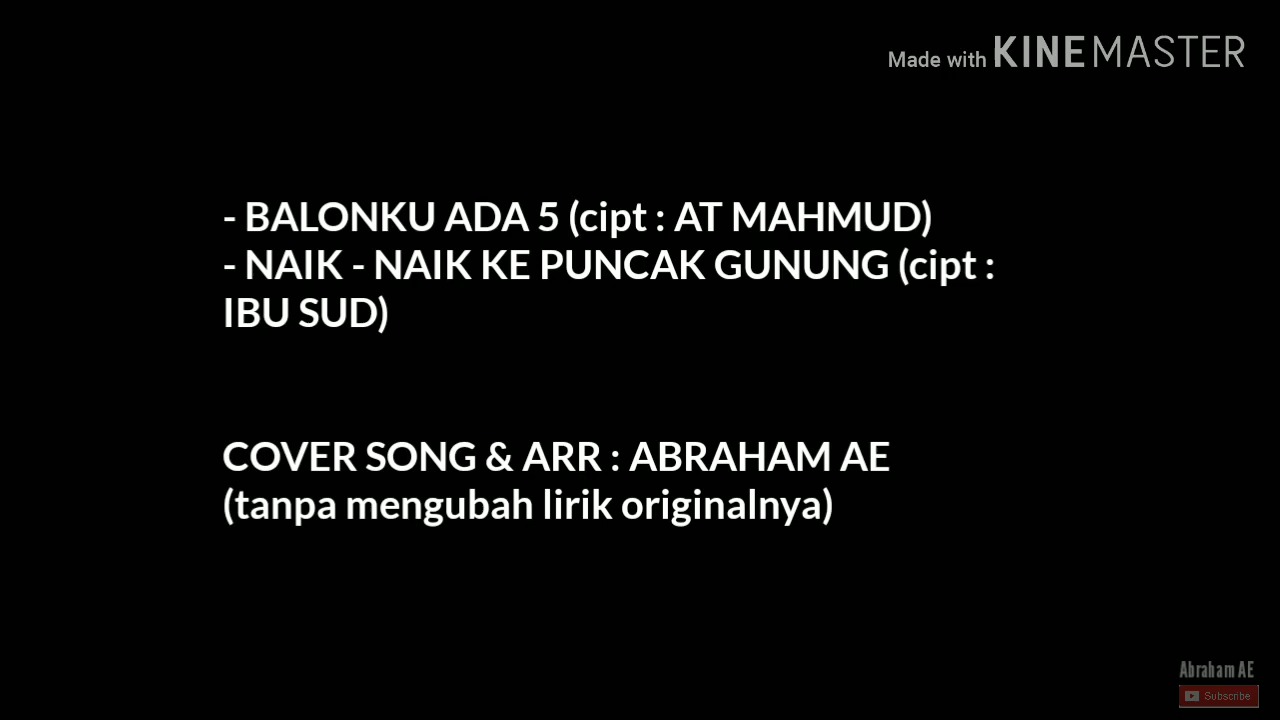 Made with KINEMASTER
- BALONKU ADA 5 (cipt : AT MAHMUD)
- NAIK - NAIK KE PUNCAK GUNUNG (cipt :
IBU SUD)
COVER SONG & ARR : ABRAHAM AE
(tanpa mengubah lirik originalnya)
Abraham AE
Subscribe